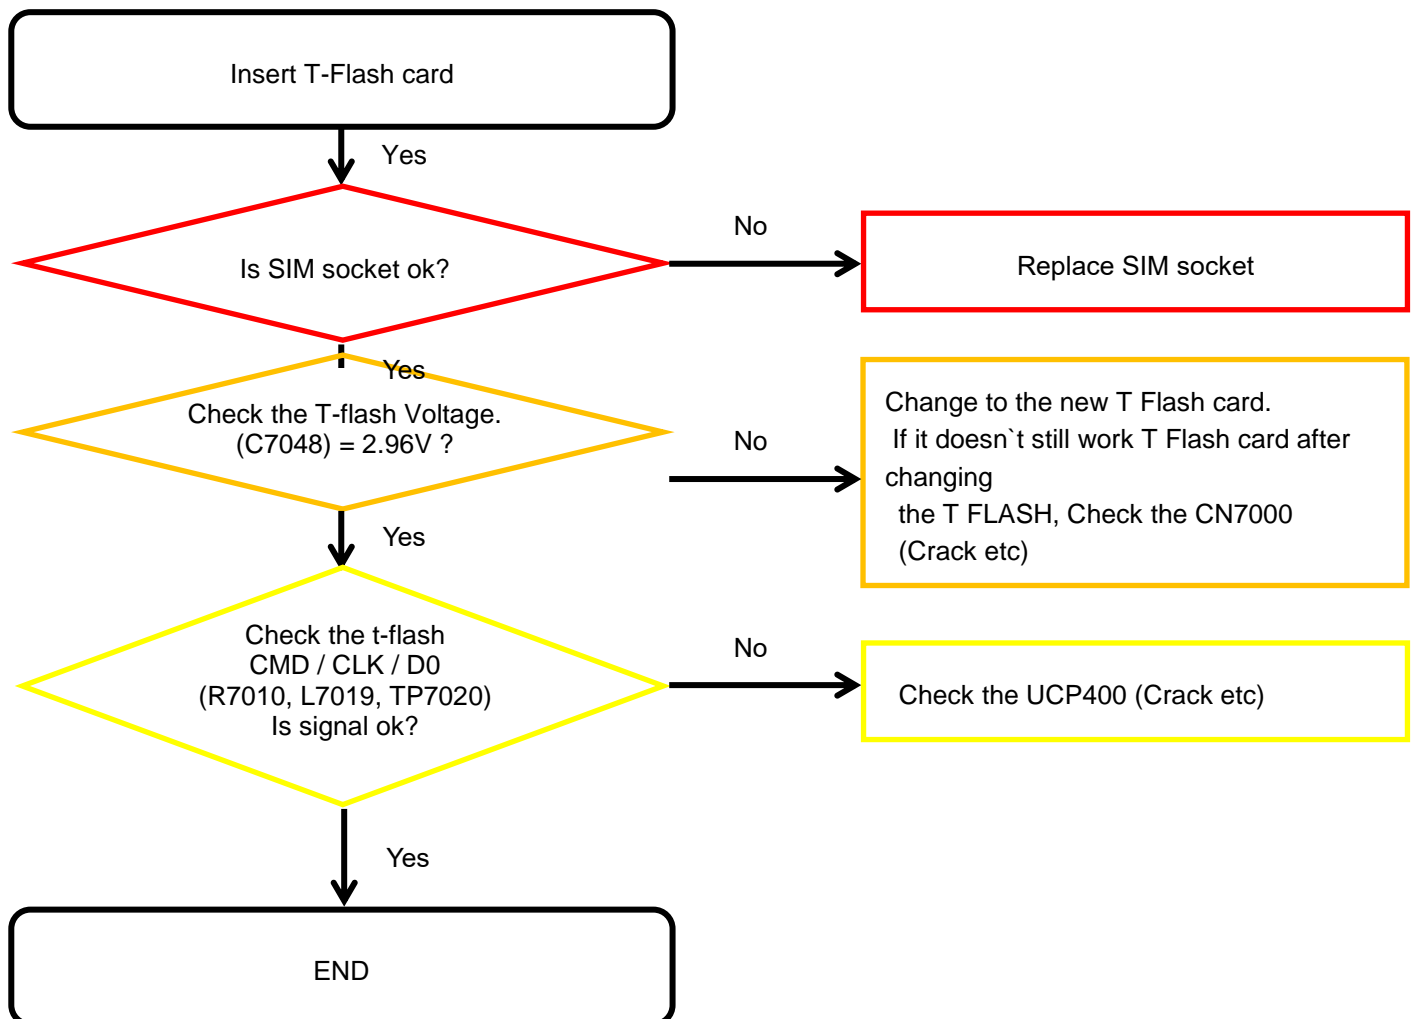 Insert T-Flash card
Yes
Is SIM socket ok?
No
Replace SIM socket
Yes
Check the T-flash Voltage.
(C7048) = 2.96V ?
No
Change to the new T Flash card.
If it doesn`t still work T Flash card after
changing
the T FLASH, Check the CN7000
(Crack etc)
Yes
Check the t-flash
CMD / CLK / D0
(R7010, L7019, TP7020)
Is signal ok?
No
Check the UCP400 (Crack etc)
Yes
END